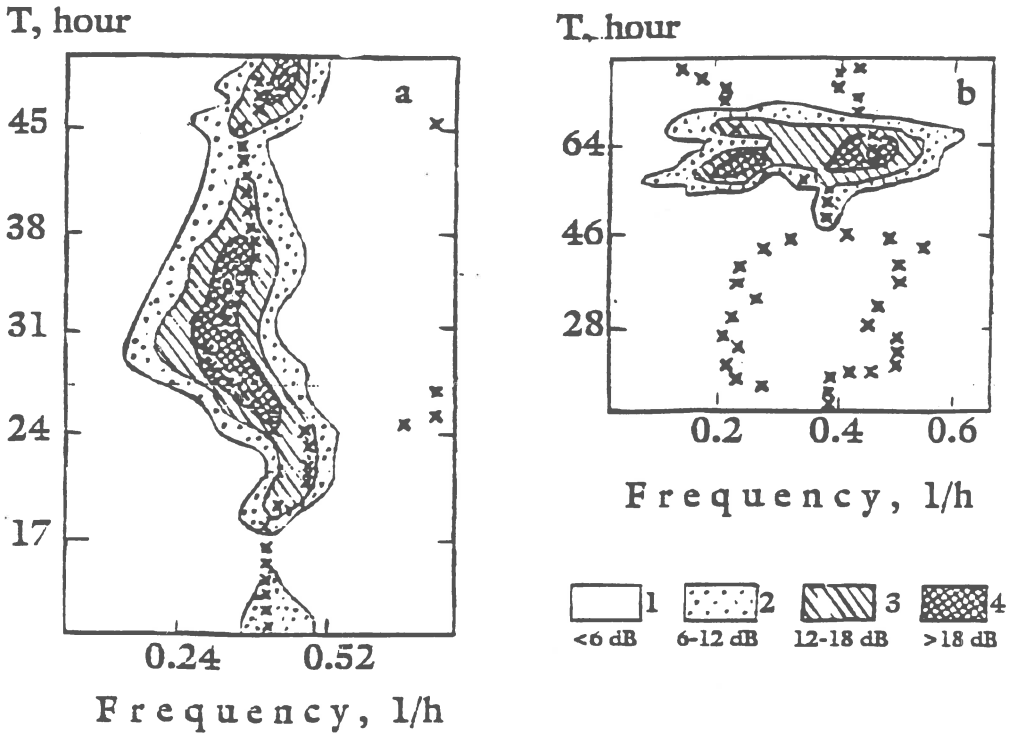 T, hour
a
45
38
31
24
17
0.24 0.52
Frequency, 1/h
T, hour
b
64
46
28
0.2 0.4 0.6
Frequency, 1/h
1 2 3 4
<6 dB 6-12 dB 12-18 dB >18 dB